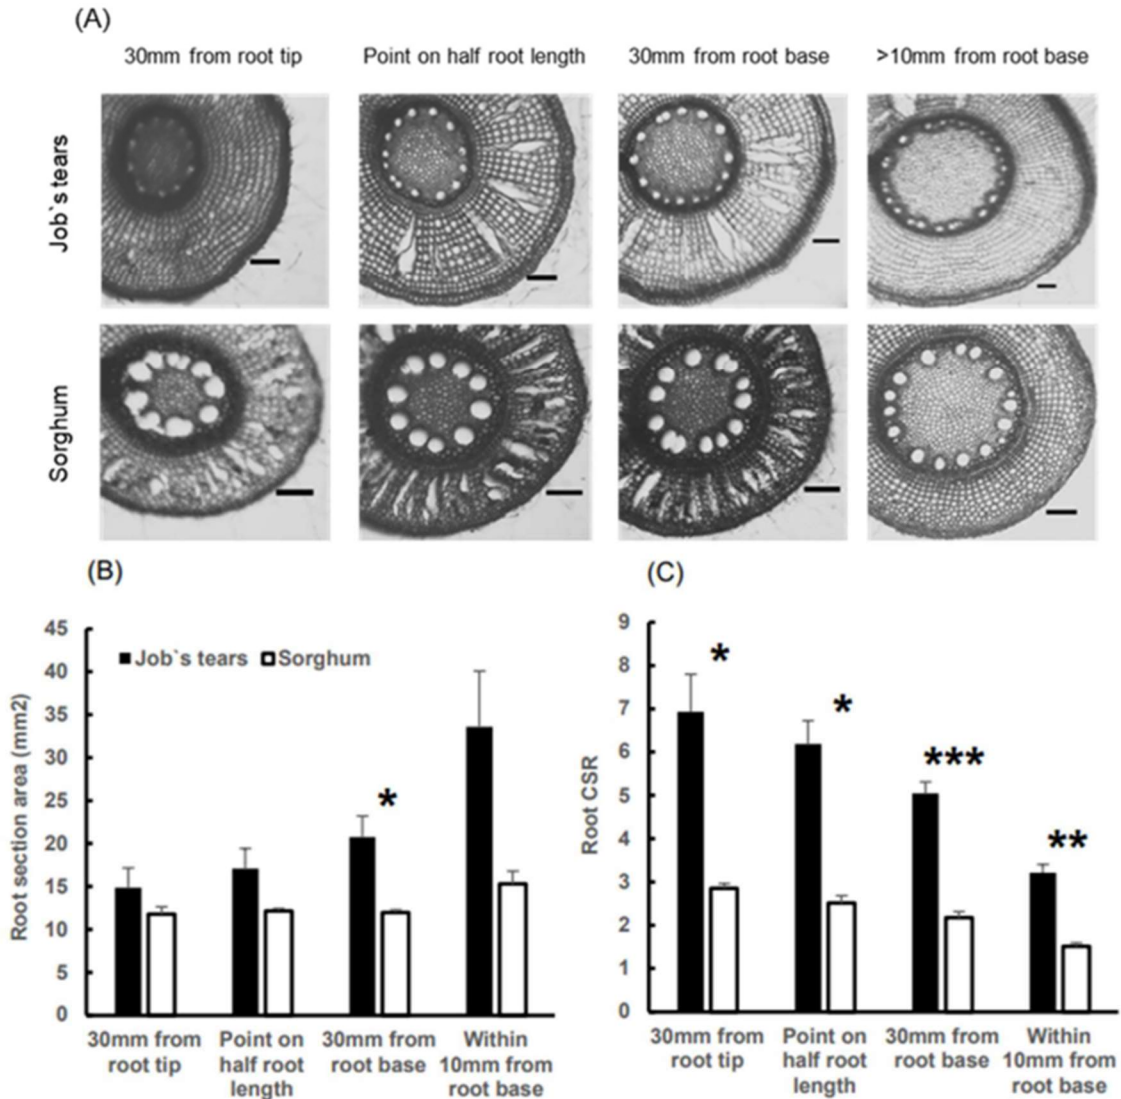 (A)
30mm from root tip
Point on half root length
30mm from root base
>10mm from root base
Job`s tears
Sorghum
(B)
Root section area (mm2)
45
40
35
30
25
20
15
10
5
0
Job`s tears
Sorghum
*
30mm from
root tip
Point on
half root
length
30mm from
root base
Within
10mm from
root base
(C)
Root CSR
9
8
7
6
5
4
3
2
1
0
*
*
***
**
30mm from
root tip
Point on
half root
length
30mm from
root base
Within
10mm from
root base